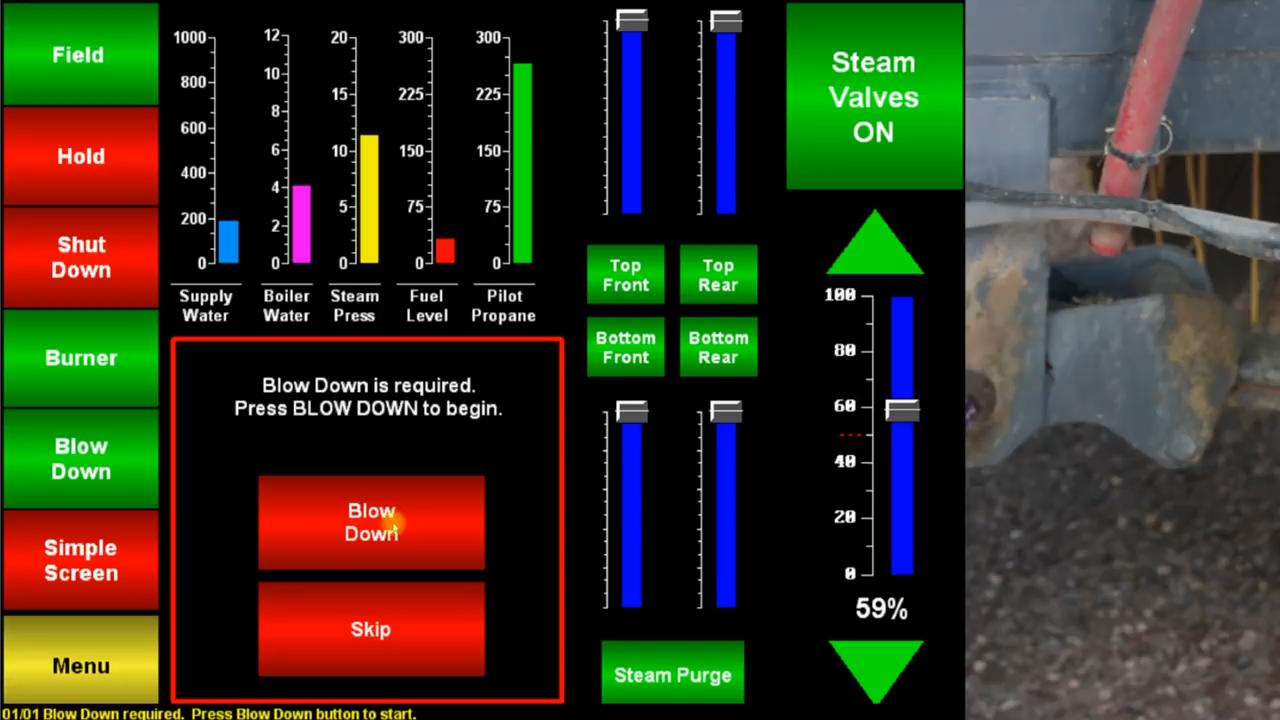 Field
Hold
Shut
Down
Burner
Blow
Down
Simple
Screen
Menu
1000
800
600
400
200
0
12
10
8
6
4
2
0
20
15
10
5
0
300
225
150
75
0
300
225
150
75
0
Supply
Water
Boiler
Water
Steam
Press
Fuel
Level
Pilot
Propane
Blow Down is required.
Press BLOW DOWN to begin.
Blow
Down
Skip
Top
Front
Top
Rear
Bottom
Front
Bottom
Rear
Steam Purge
Steam
Valves
ON
100
80
60
40
20
0
59%
01/01 Blow Down required. Press Blow Down button to start.